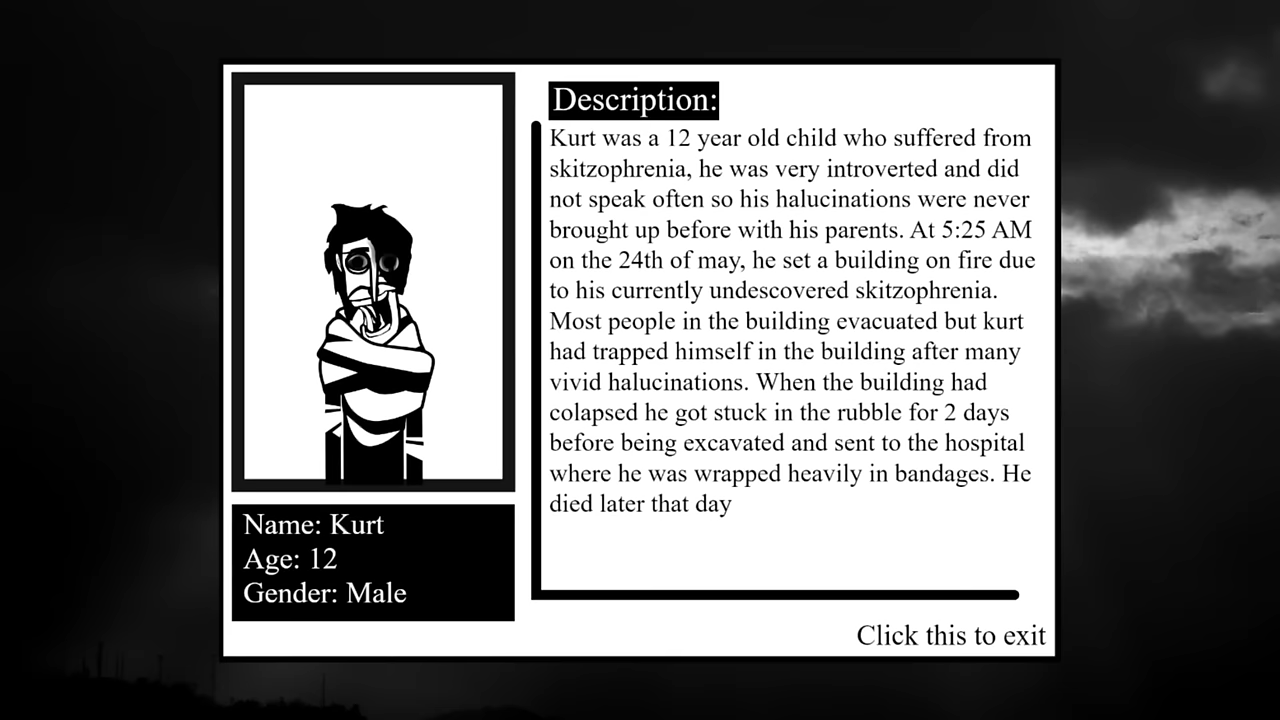 Description:
Kurt was a 12 year old child who suffered from
skitzophrenia, he was very introverted and did
not speak often so his halucinations were never
brought up before with his parents. At 5:25 AM
on the 24th of may, he set a building on fire due
to his currently undescovered skitzophrenia.
Most people in the building evacuated but kurt
had trapped himself in the building after many
vivid halucinations. When the building had
colapsed he got stuck in the rubble for 2 days
before being excavated and sent to the hospital
where he was wrapped heavily in bandages. He
died later that day
Name: Kurt
Age: 12
Gender: Male
Click this to exit